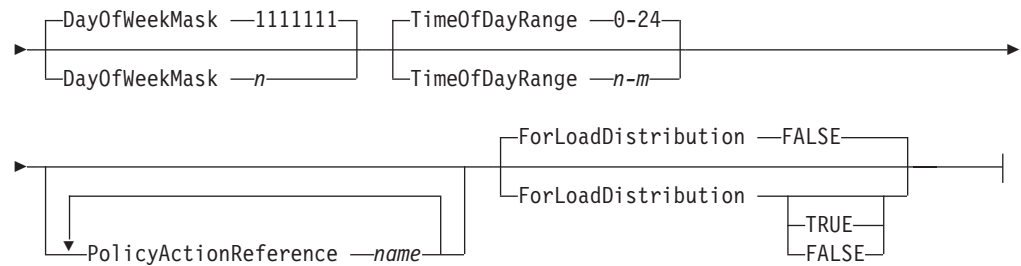 DayOfWeekMask 1111111 TimeOfDayRange 0-24
DayOfWeekMask n TimeOfDayRange n-m
ForLoadDistribution FALSE
ForLoadDistribution
TRUE
PolicyActionReference name FALSE